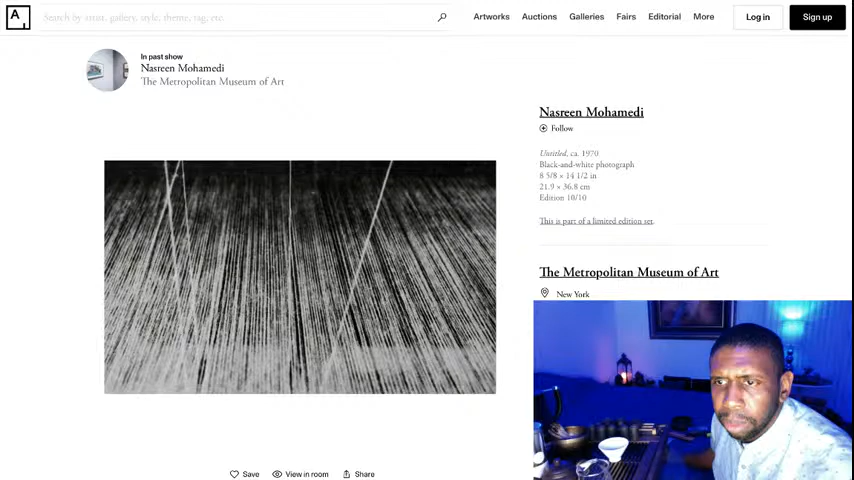 A
Search by artist, gallery, style, theme, tag, etc.
Artworks
Auctions
Galleries
Fairs
Editorial
More
Log in
Sign up
In past show
Nasreen Mohamedi
The Metropolitan Museum of Art
Nasreen Mohamedi
Follow
Untitled, ca. 1970
Black-and-white photograph
8 5/8 × 14 1/2 in
21.9 × 36.8 cm
Edition 10/10
This is part of a limited edition set.
The Metropolitan Museum of Art
New York
Save
View in room
Share